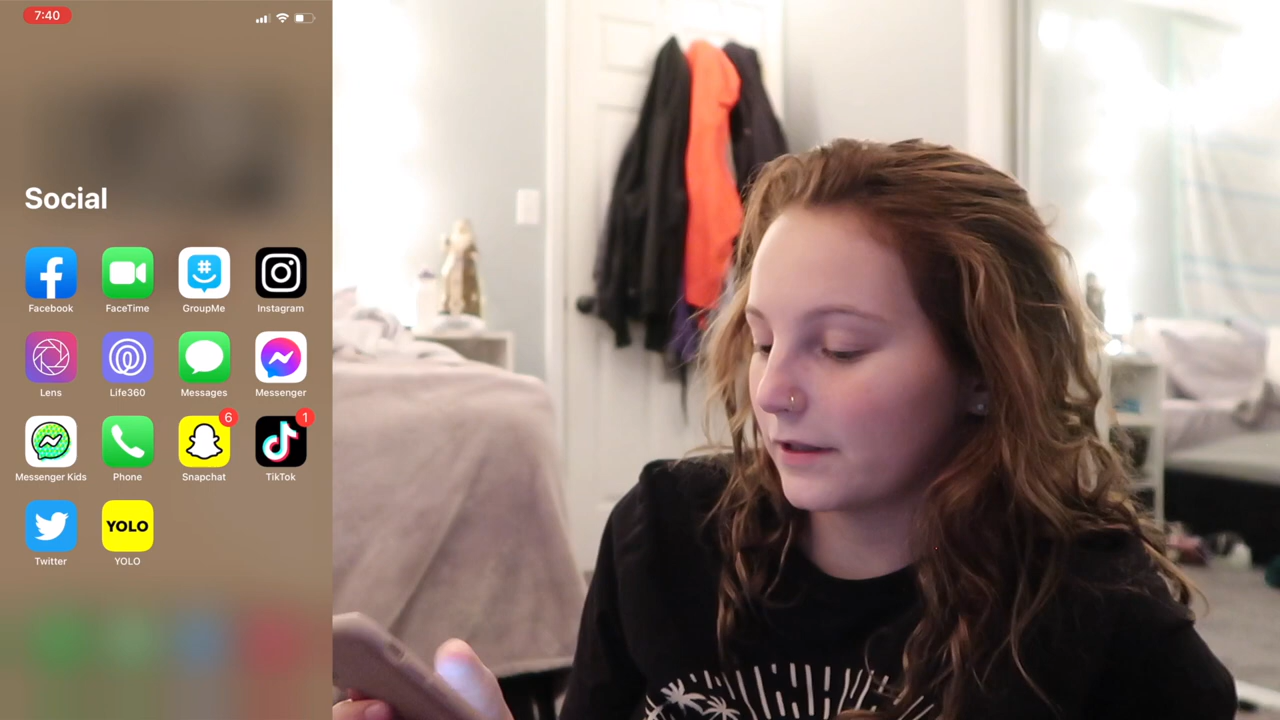 7:40
Social
Facebook FaceTime GroupMe Instagram
Lens Life360 Messages Messenger
6 1
Messenger Kids Phone Snapchat TikTok
YOLO
Twitter YOLO